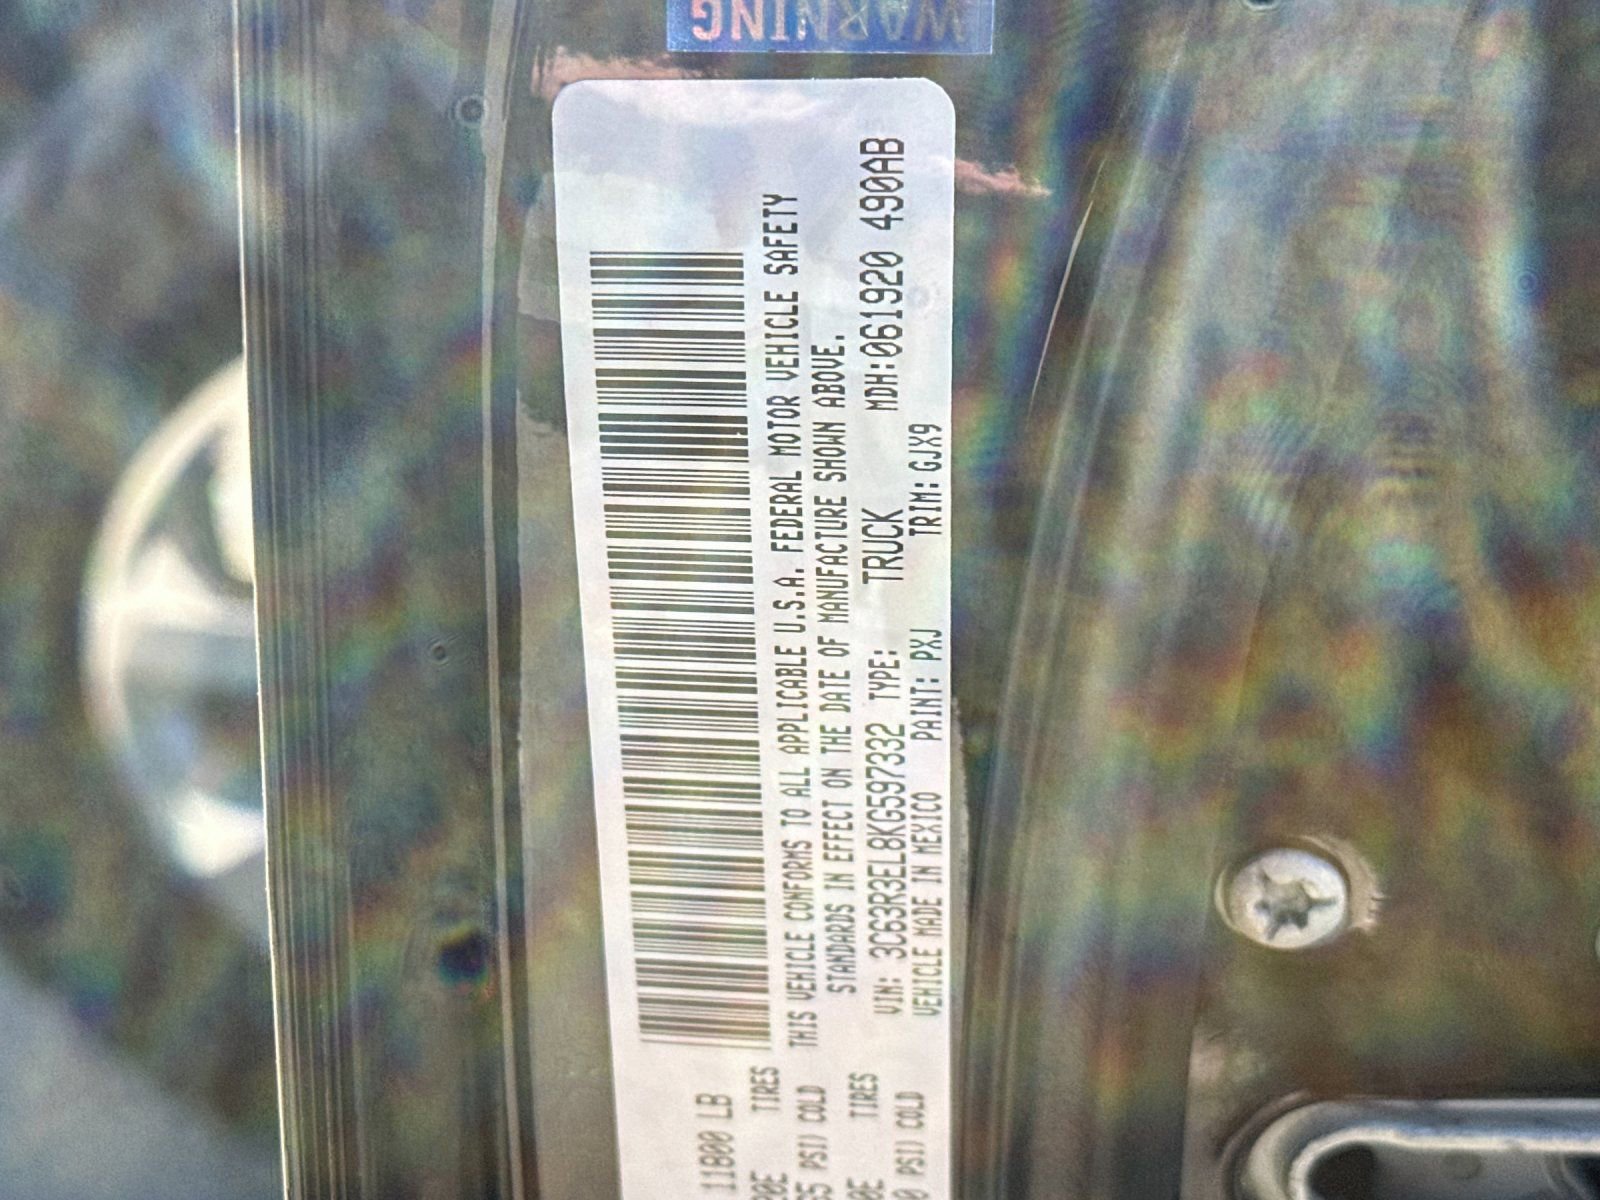 WARNING
11800 LB
TIRES
PSI) COLD
TIRES
PSI) COLD
THIS VEHICLE CONFORMS TO ALL APPLICABLE U.S.A. FEDERAL MOTOR VEHICLE SAFETY
STANDARDS IN EFFECT ON THE DATE OF MANUFACTURE SHOWN ABOVE.
VIN: 3C63R3EL8KG597332 TYPE: TRUCK MDH:061920 490AB
VEHICLE MADE IN MEXICO PAINT: PXJ TRIM: GJX9